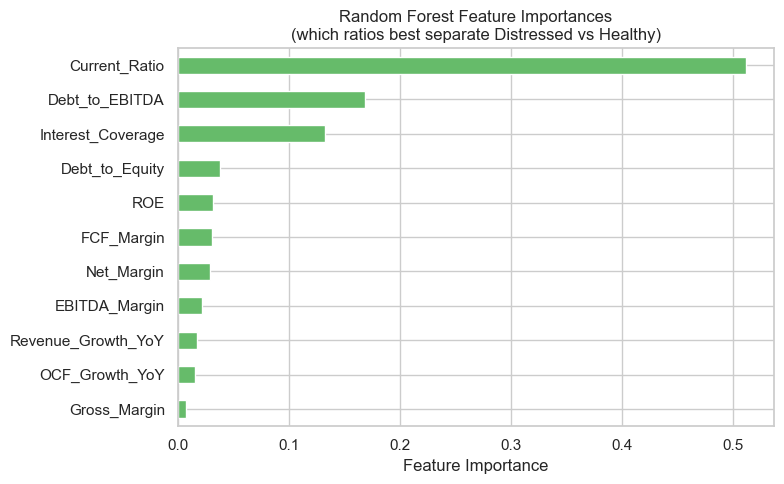 Random Forest Feature Importances
(which ratios best separate Distressed vs Healthy)
Current_Ratio
Debt_to_EBITDA
Interest_Coverage
Debt_to_Equity
ROE
FCF_Margin
Net_Margin
EBITDA_Margin
Revenue_Growth_YoY
OCF_Growth_YoY
Gross_Margin
0.0 0.1 0.2 0.3 0.4 0.5
Feature Importance